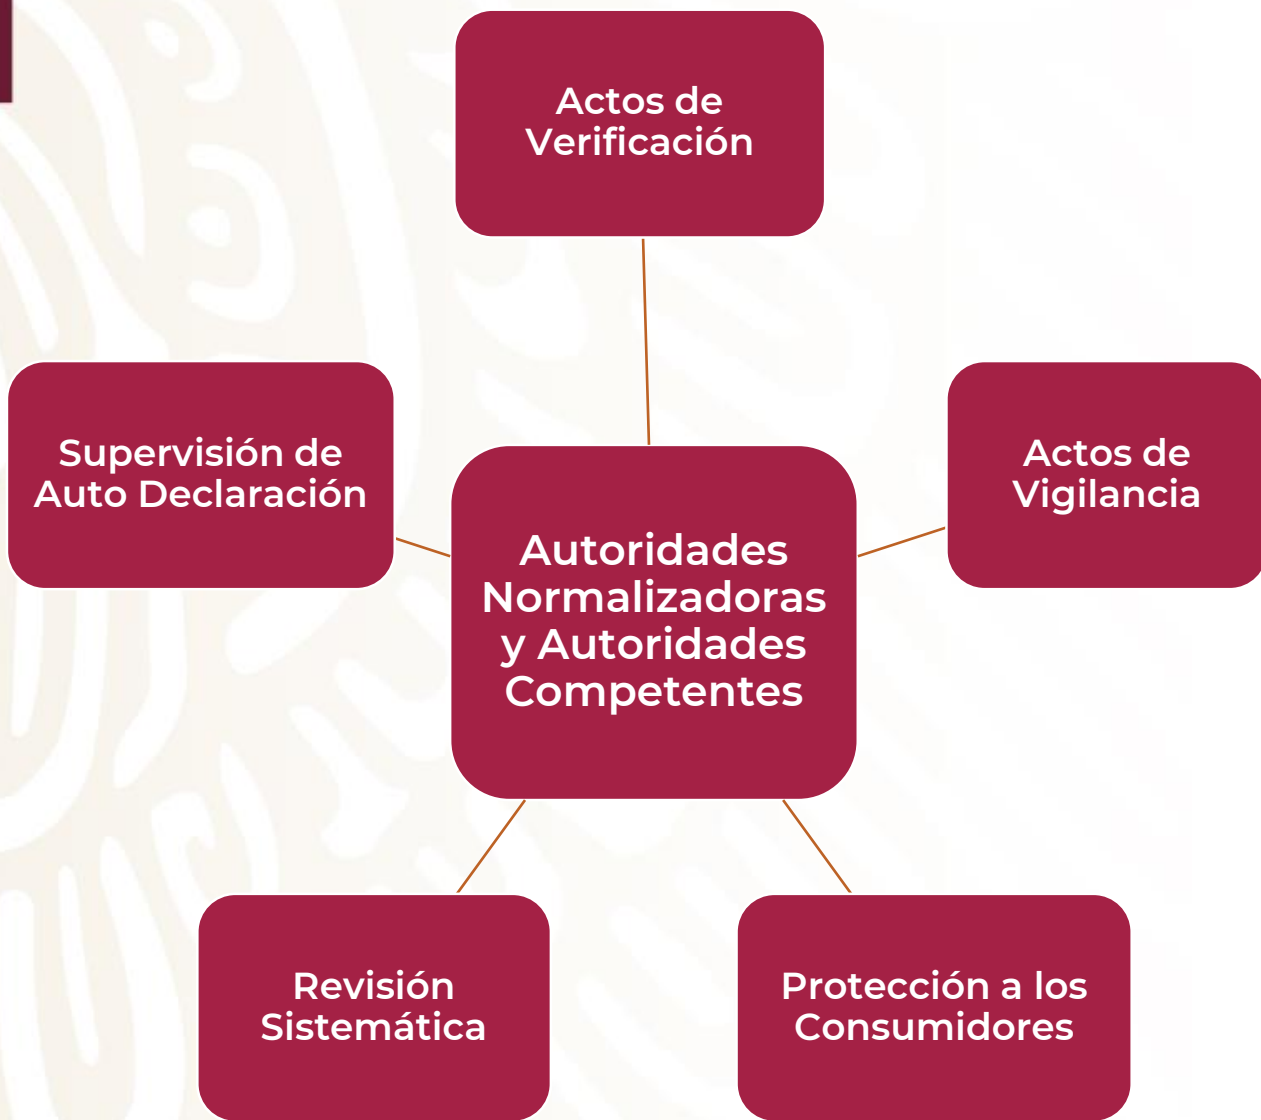 Actos de
Verificación
Supervisión de
Auto Declaración
Actos de
Vigilancia
Autoridades
Normalizadoras
y Autoridades
Competentes
Revisión
Sistemática
Protección a los
Consumidores